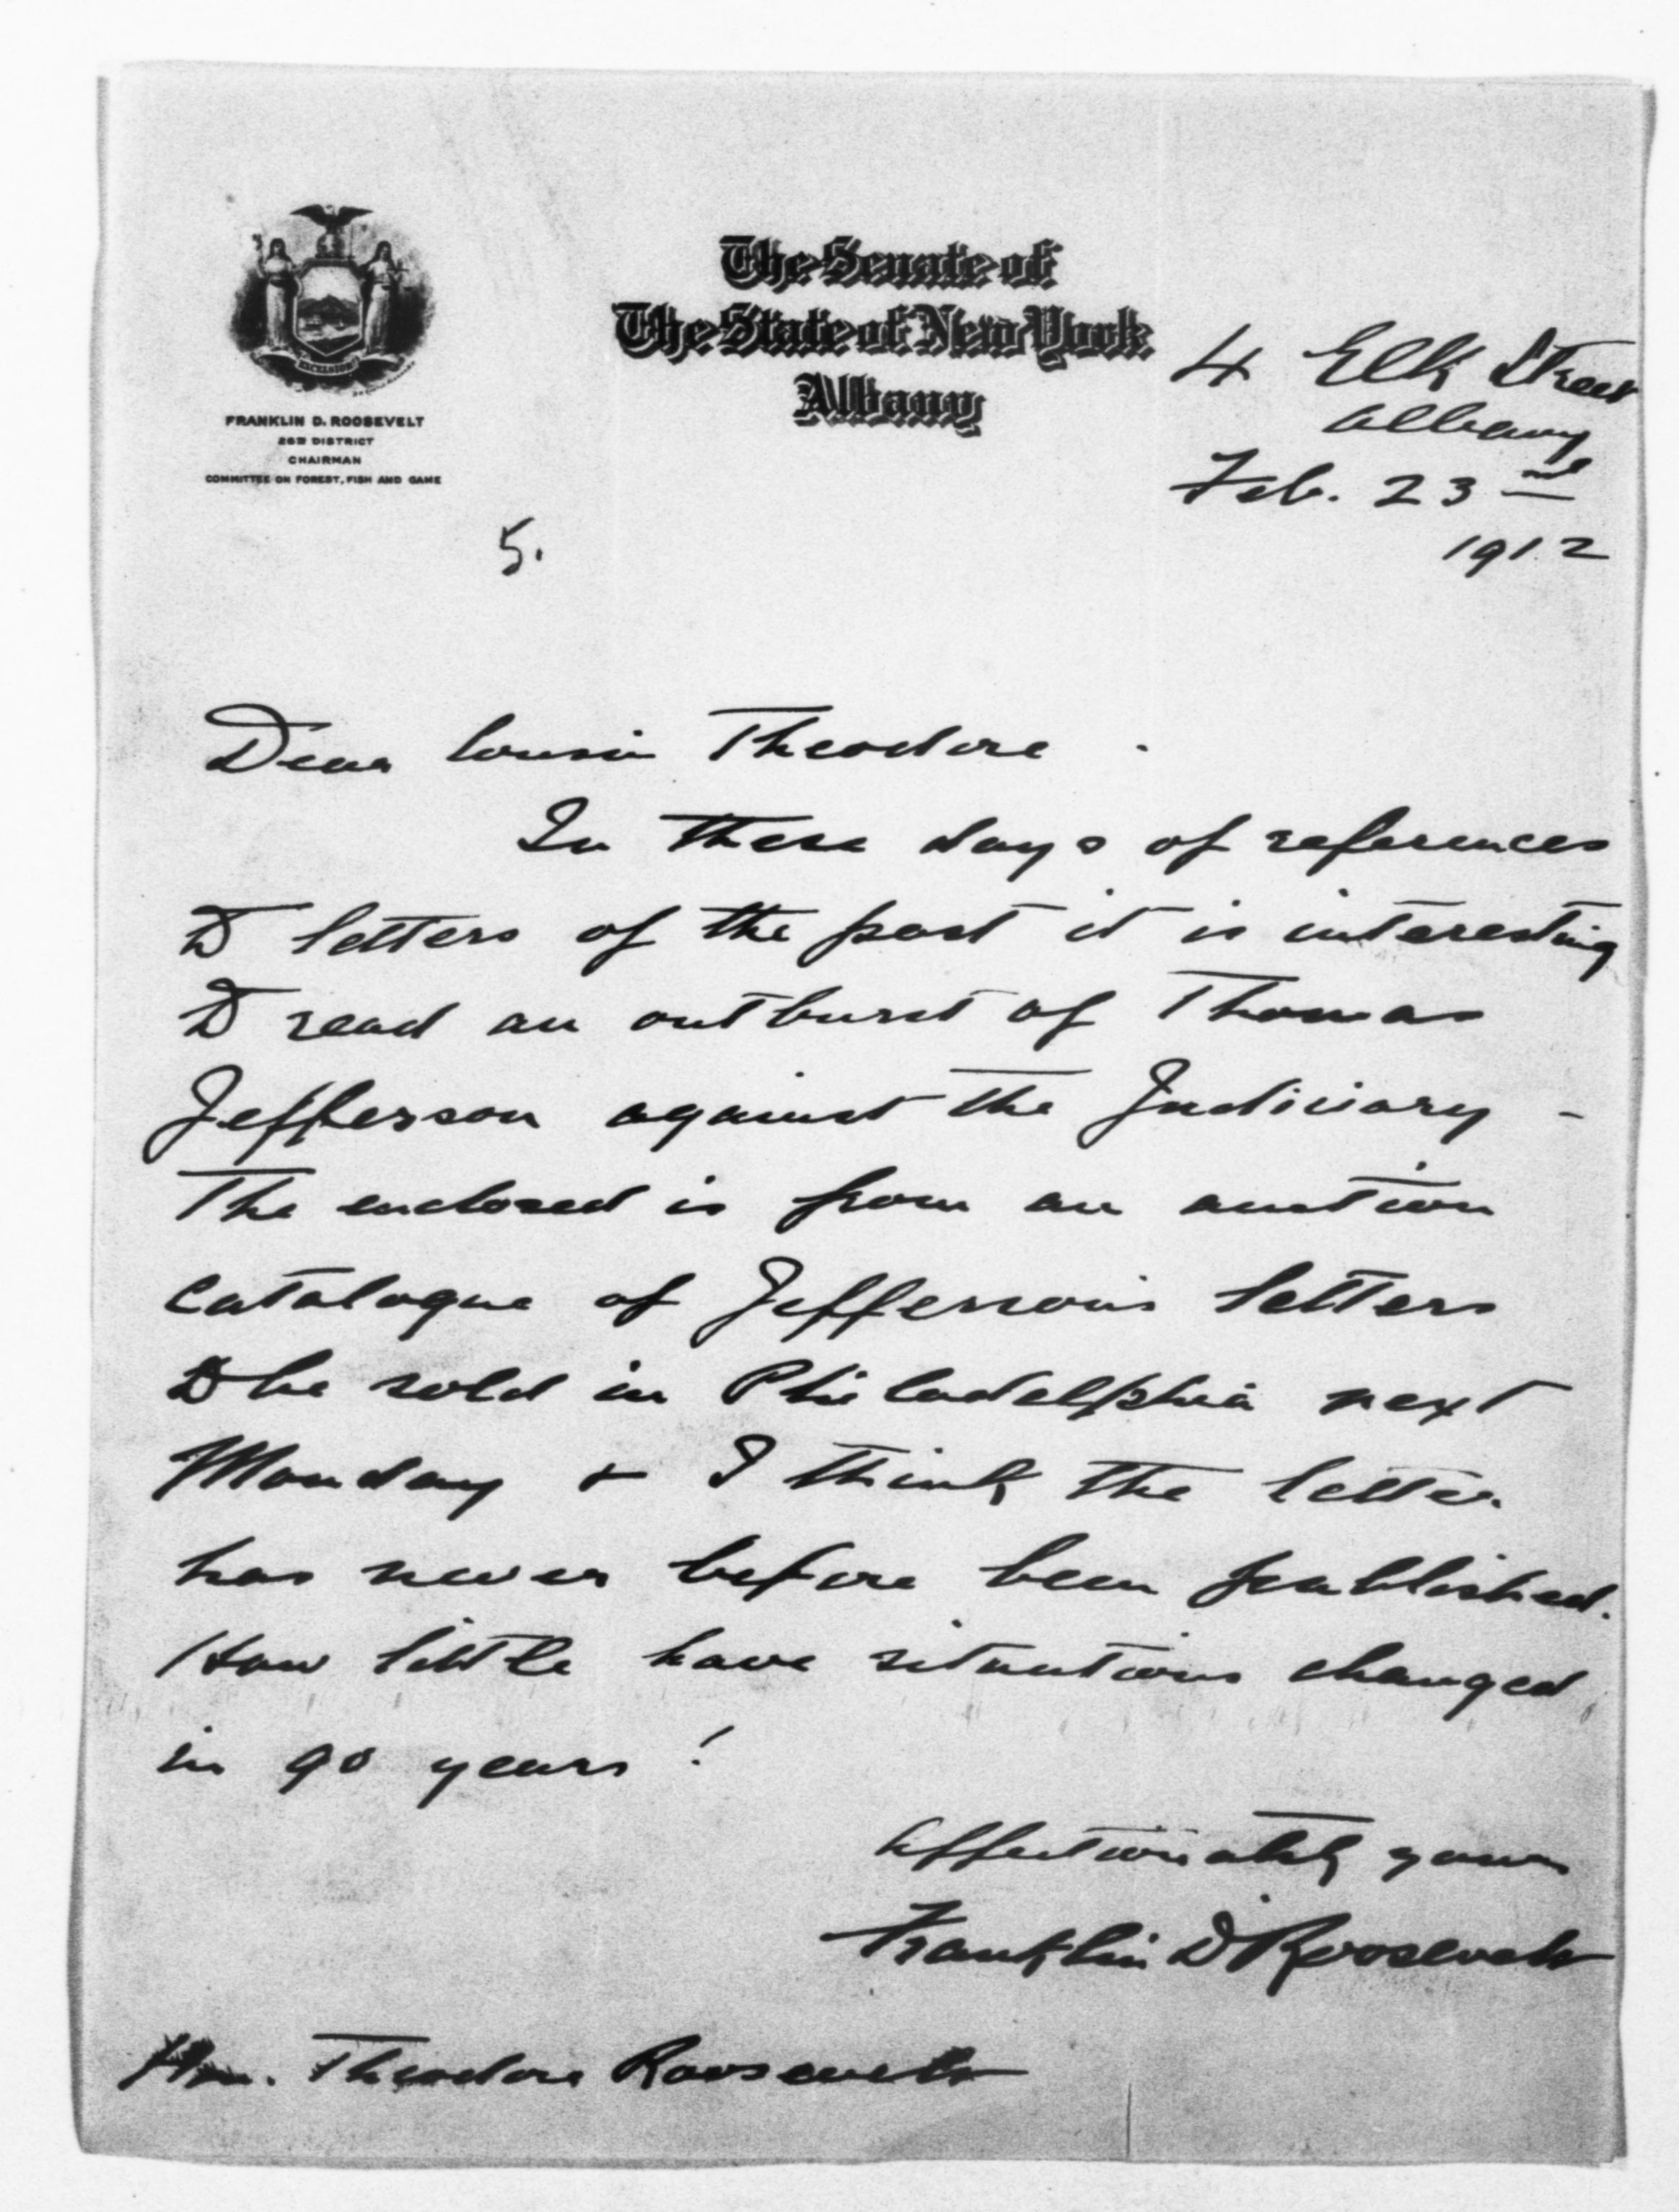 The Senate of
The State of New York
Albany
EXCELSIOR
FRANKLIN D. ROOSEVELT
26TH DISTRICT
CHAIRMAN
COMMITTEE ON FOREST, FISH AND GAME
4 Elk Street
Albany
Feb. 23rd
1912
5.
Dear Cousin Theodore
In these days of references
to letters of the past it is interesting
to read an outburst of Thomas
Jefferson against the Judiciary -
The enclosed is from an auction
catalogue of Jefferson's letters
to be sold in Philadelphia next
Monday & I think the letter
has never before been published.
How little have situations changed
in 90 years!
Affectionately yours
Franklin D Roosevelt
Hon. Theodore Roosevelt